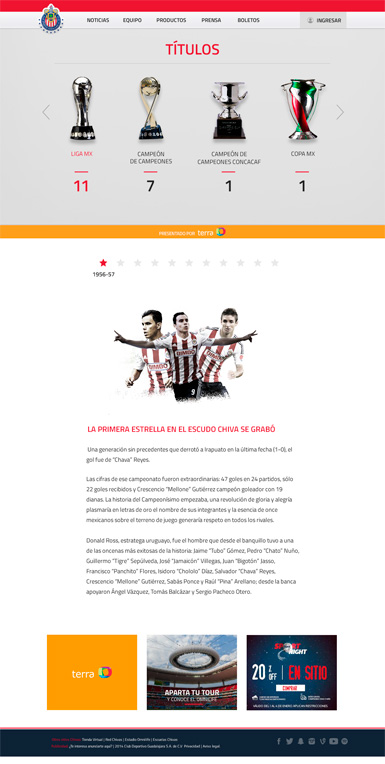 NOTICIAS EQUIPO PRODUCTOS PRENSA BOLETOS INGRESAR
TÍTULOS
LIGA MX
CAMPEÓN
DE CAMPEONES
CAMPEÓN DE
CAMPEONES CONCACAF
COPA MX
11 7 1 1
PRESENTADO POR terra
1956-57
LA PRIMERA ESTRELLA EN EL ESCUDO CHIVA SE GRABÓ
Una generación sin precedentes que derrotó a Irapuato en la última fecha (1-0), el
gol fue de "Chava" Reyes.
Las cifras de ese campeonato fueron extraordinarias: 47 goles en 24 partidos, sólo
22 goles recibidos y Crescencio "Mellone" Gutiérrez campeón goleador con 19
dianas. La historia del Campeonísimo empezaba, una revolución de gloria y alegría
plasmaría en letras de oro el nombre de sus integrantes y la esencia de once
mexicanos sobre el terreno de juego generaría respeto en todos los rivales.
Donald Ross, estratega uruguayo, fue el hombre que desde el banquillo tuvo a una
de las oncenas más exitosas de la historia: Jaime "Tubo" Gómez, Pedro "Chato" Nuño,
Guillermo "Tigre" Sepúlveda, José "Jamaicón" Villegas, Juan "Bigotón" Jasso,
Francisco "Panchito" Flores, Isidoro "Chololo" Díaz, Salvador "Chava" Reyes,
Crescencio "Mellone" Gutiérrez, Sabás Ponce y Raúl "Pina" Arellano; desde la banca
apoyaron Ángel Vázquez, Tomás Balcázar y Sergio Pacheco Otero.
terra
APARTA TU TOUR
Y CONOCE EL OMNILIFE
SPORT
NIGHT
20 % OFF EN SITIO
COMPRAR
Tienda Virtual | Red Chivas | Estadio Omnilife | Escuelas Chivas
¿Te interesa anunciarte aquí? | 2014 Club Deportivo Guadalajara S.A. de C.V. Privacidad | Aviso legal